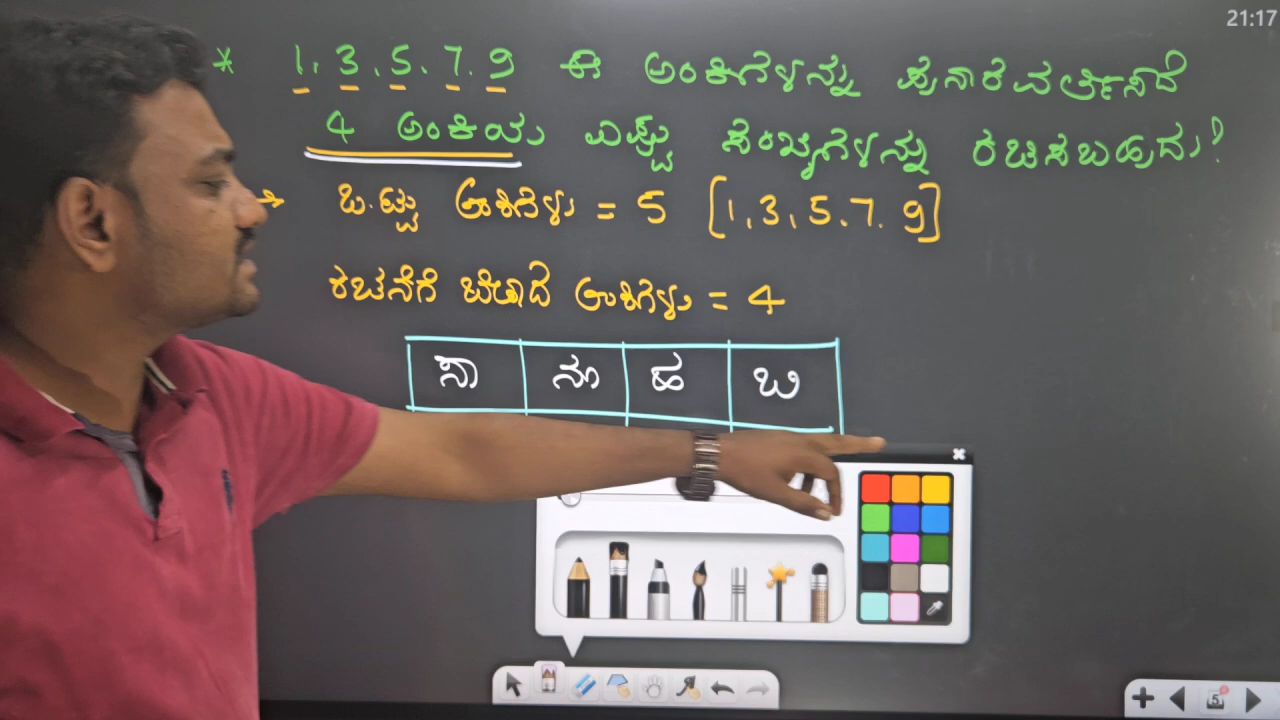 21:17
* 1, 3, 5, 7, 9 ಈ ಅಂಕಿಗಳನ್ನು ಪುನರಾವರ್ತಿಸದೆ
4 ಅಂಕಿಯ ಎಷ್ಟು ಸಂಖ್ಯೆಗಳನ್ನು ರಚಿಸಬಹುದು?
→ ಒಟ್ಟು ಅಂಕಿಗಳು = 5 [1, 3, 5, 7, 9]
ರಚನೆಗೆ ಬೇಕಾದ ಅಂಕಿಗಳು = 4
ಸಾ ನೂ ಹ ಬಿ
5